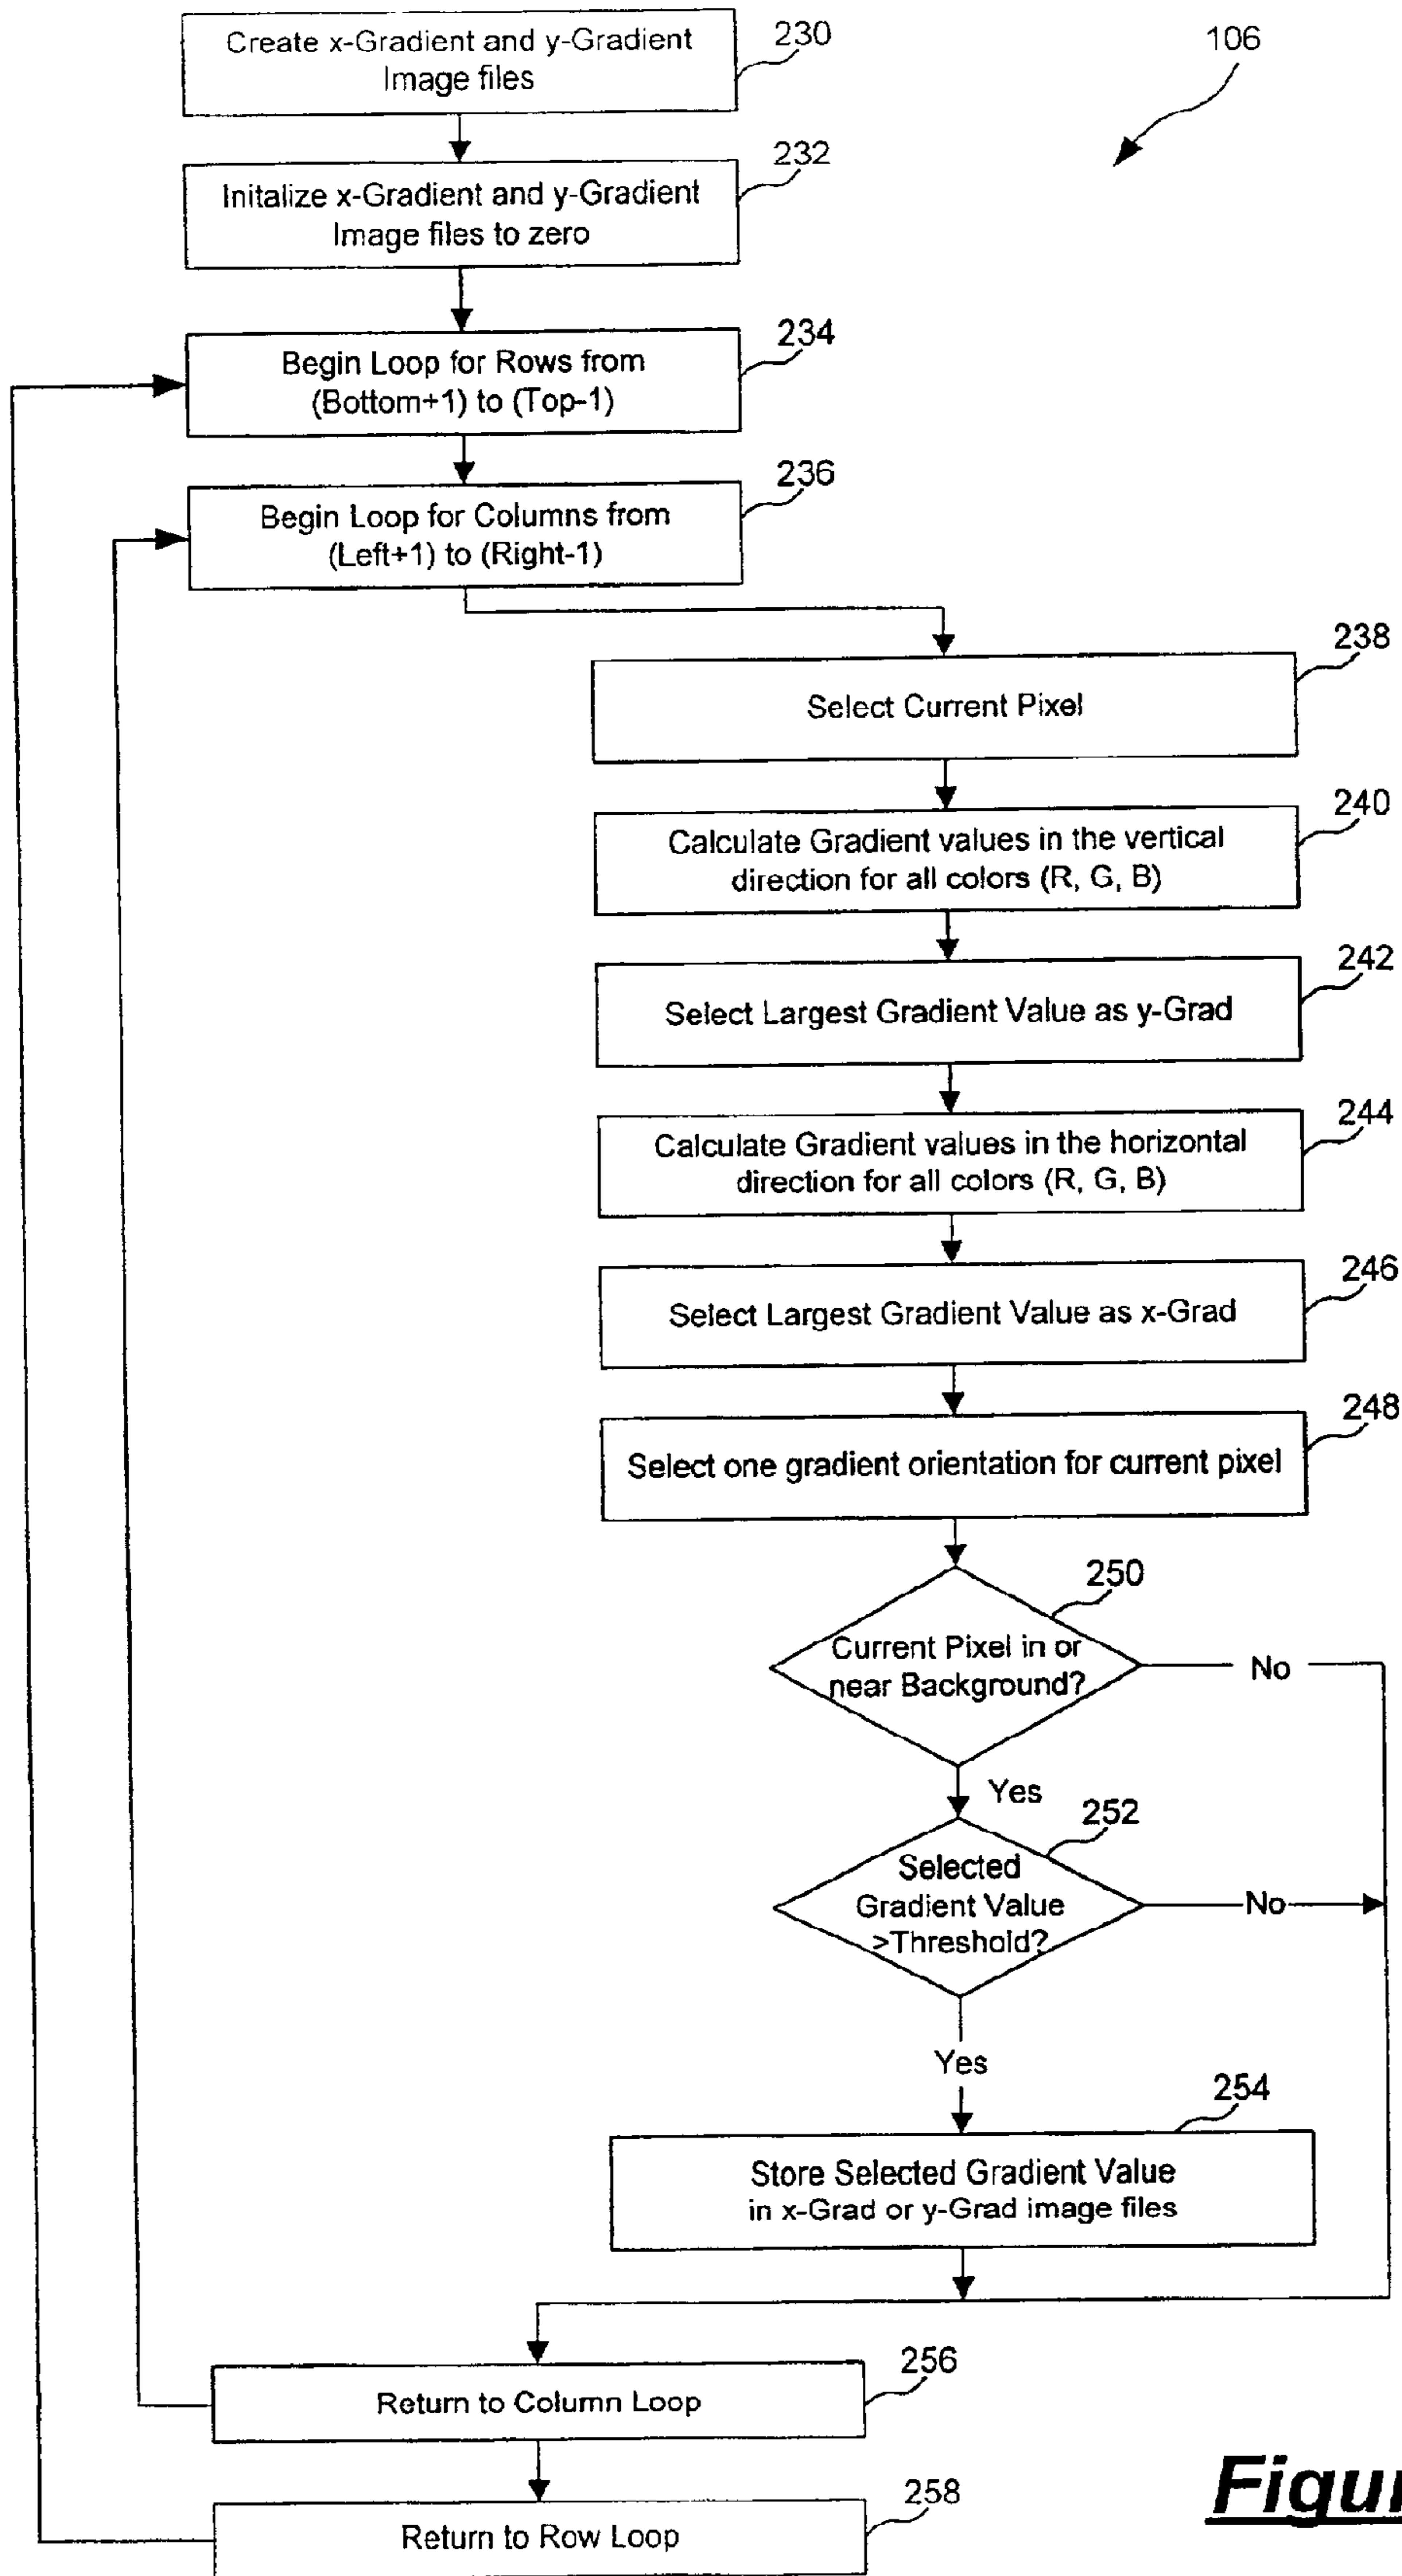 Create x-Gradient and y-Gradient
Image files
230
106
Initalize x-Gradient and y-Gradient
Image files to zero
232
Begin Loop for Rows from
(Bottom+1) to (Top-1)
234
Begin Loop for Columns from
(Left+1) to (Right-1)
236
Select Current Pixel
238
Calculate Gradient values in the vertical
direction for all colors (R, G, B)
240
Select Largest Gradient Value as y-Grad
242
Calculate Gradient values in the horizontal
direction for all colors (R, G, B)
244
Select Largest Gradient Value as x-Grad
246
Select one gradient orientation for current pixel
248
Current Pixel in or
near Background?
250
No
Yes
Selected
Gradient Value
>Threshold?
252
No
Yes
Store Selected Gradient Value
in x-Grad or y-Grad image files
254
Return to Column Loop
256
Return to Row Loop
258